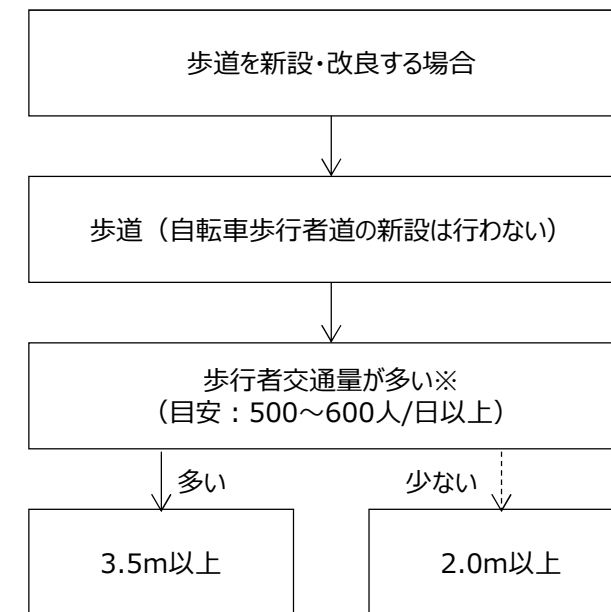 歩道を新設・改良する場合
歩道（自転車歩行者道の新設は行わない）
歩行者交通量が多い※
（目安：500～600人/日以上）
多い
少ない
3.5m以上
2.0m以上